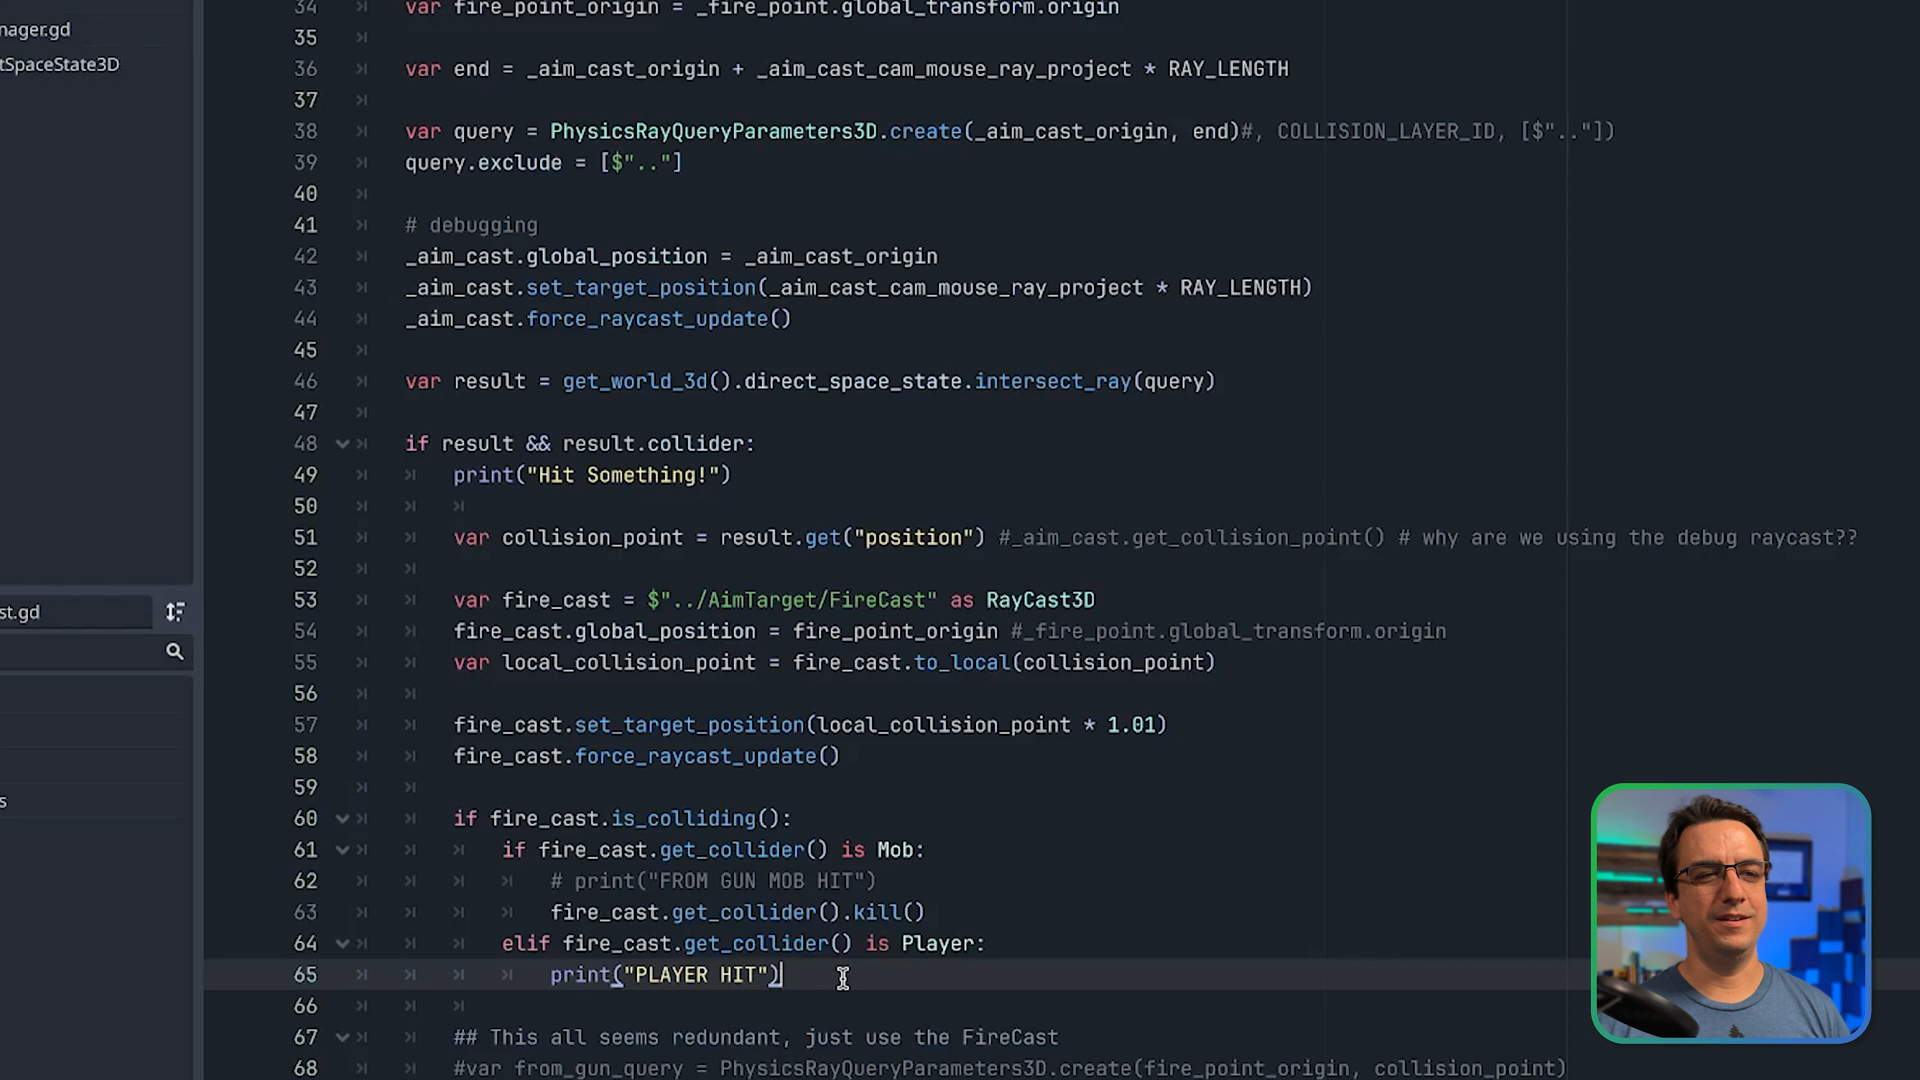 nager.gd
tSpaceState3D
st.gd
s
34 var fire_point_origin = _fire_point.global_transform.origin
35
36 var end = _aim_cast_origin + _aim_cast_cam_mouse_ray_project * RAY_LENGTH
37
38 var query = PhysicsRayQueryParameters3D.create(_aim_cast_origin, end)#, COLLISION_LAYER_ID, [$".."])
39 query.exclude = [$".."]
40
41 # debugging
42 _aim_cast.global_position = _aim_cast_origin
43 _aim_cast.set_target_position(_aim_cast_cam_mouse_ray_project * RAY_LENGTH)
44 _aim_cast.force_raycast_update()
45
46 var result = get_world_3d().direct_space_state.intersect_ray(query)
47
48 if result && result.collider:
49 print("Hit Something!")
50
51 var collision_point = result.get("position") #_aim_cast.get_collision_point() # why are we using the debug raycast??
52
53 var fire_cast = $"../AimTarget/FireCast" as RayCast3D
54 fire_cast.global_position = fire_point_origin #_fire_point.global_transform.origin
55 var local_collision_point = fire_cast.to_local(collision_point)
56
57 fire_cast.set_target_position(local_collision_point * 1.01)
58 fire_cast.force_raycast_update()
59
60 if fire_cast.is_colliding():
61 if fire_cast.get_collider() is Mob:
62 # print("FROM GUN MOB HIT")
63 fire_cast.get_collider().kill()
64 elif fire_cast.get_collider() is Player:
65 print("PLAYER HIT")
66
67 ## This all seems redundant, just use the FireCast
68 #var from_gun_query = PhysicsRayQueryParameters3D.create(fire_point_origin, collision_point)